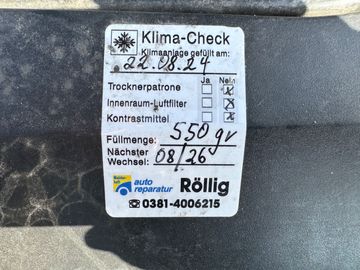 Klima-Check
Klimaanlage gefüllt am:
22.08.24
Ja Nein
Trocknerpatrone
Innenraum-Luftfilter
Kontrastmittel
Füllmenge: 550 gr
Nächster
Wechsel: 08/26
auto
reparatur
Röllig
☎0381-4006215